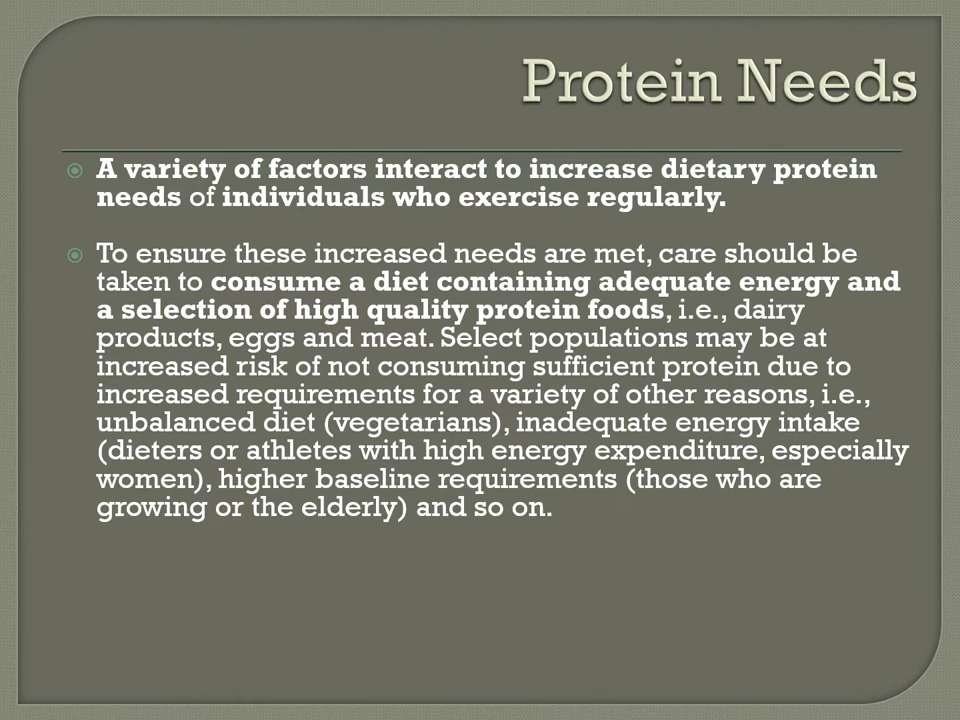 Protein Needs
A variety of factors interact to increase dietary protein
needs of individuals who exercise regularly.
To ensure these increased needs are met, care should be
taken to consume a diet containing adequate energy and
a selection of high quality protein foods, i.e., dairy
products, eggs and meat. Select populations may be at
increased risk of not consuming sufficient protein due to
increased requirements for a variety of other reasons, i.e.,
unbalanced diet (vegetarians), inadequate energy intake
(dieters or athletes with high energy expenditure, especially
women), higher baseline requirements (those who are
growing or the elderly) and so on.